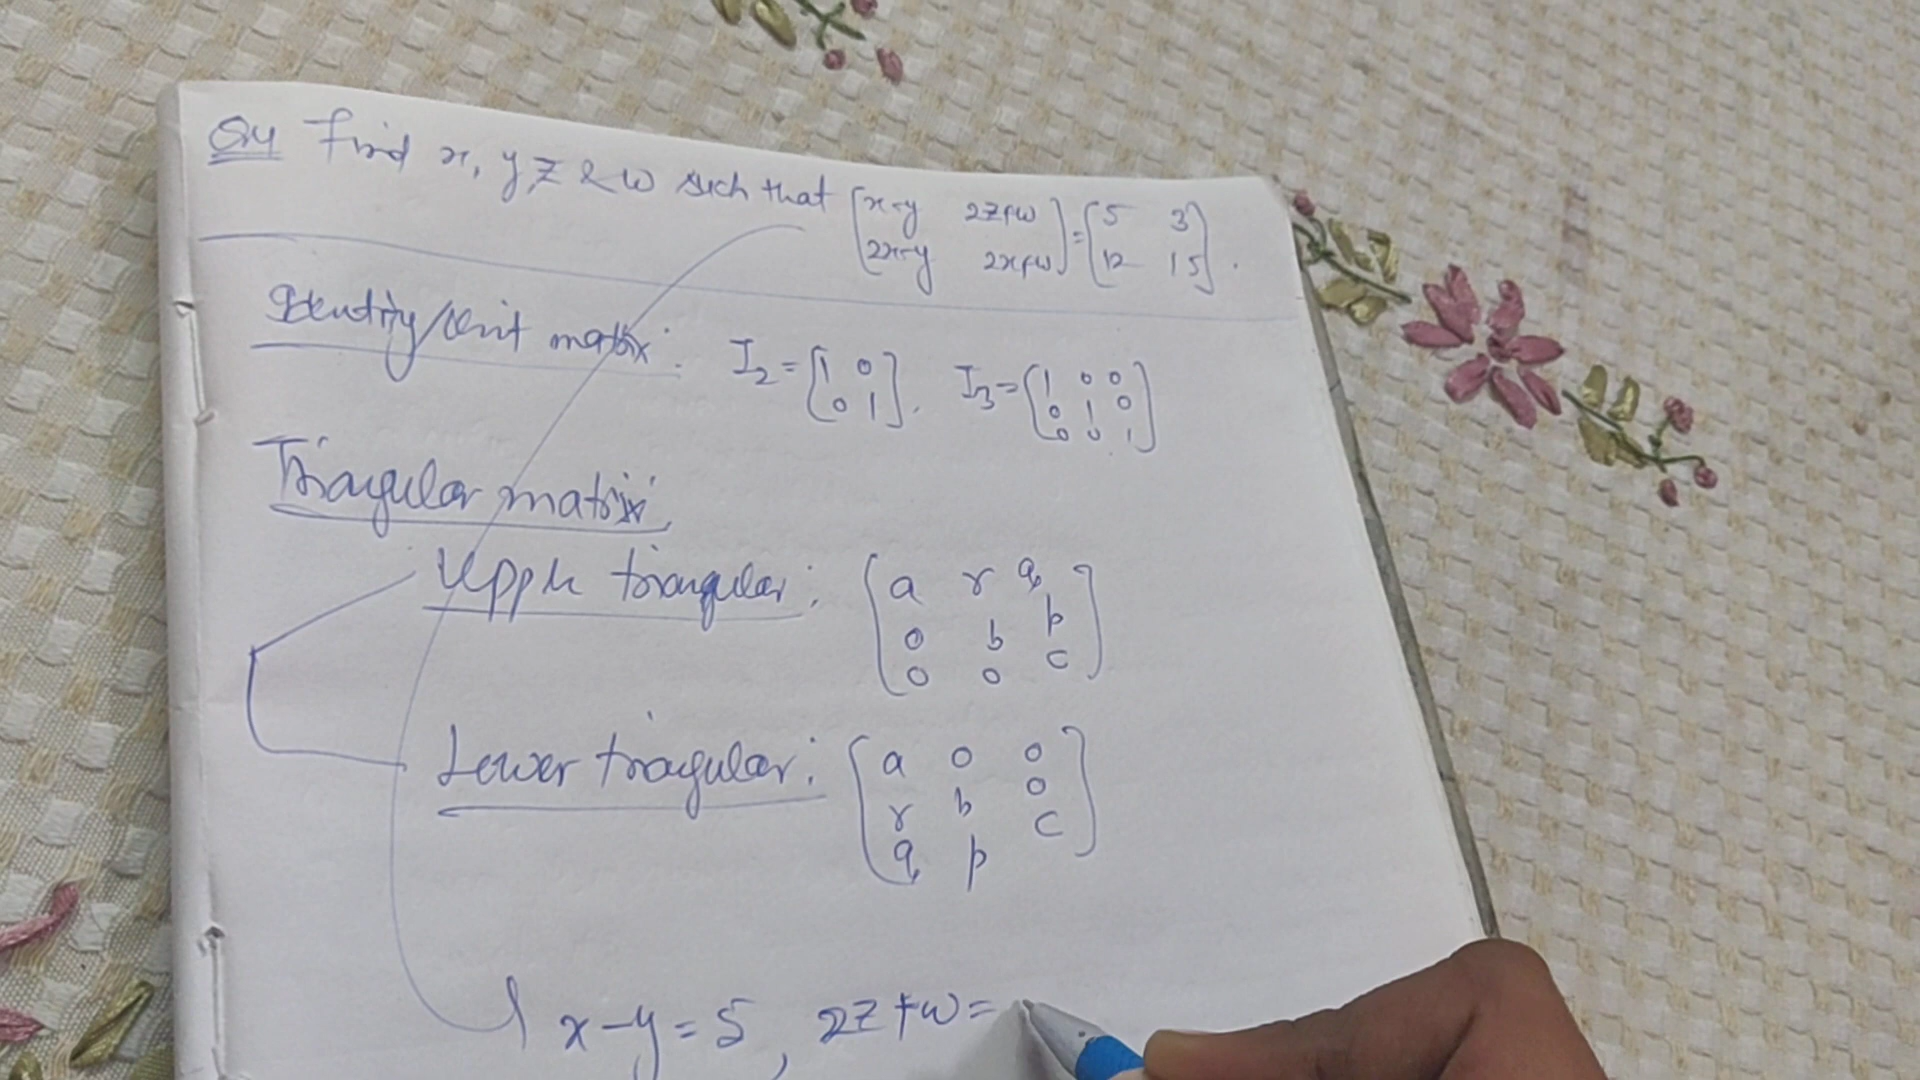 Q4 Find x, y, z & w such that [x-y 2z+w
2x-y 2x+w] = [5 3
12 15].
Identity/Unit matrix: I2 = [1 0
0 1], I3 = [1 0 0
0 1 0
0 0 1]
Triangular matrix,
Upper triangular: [a r q
0 b p
0 0 c]
Lower triagular: [a 0 0
r b 0
q p c]
x-y=5, 2z+w=